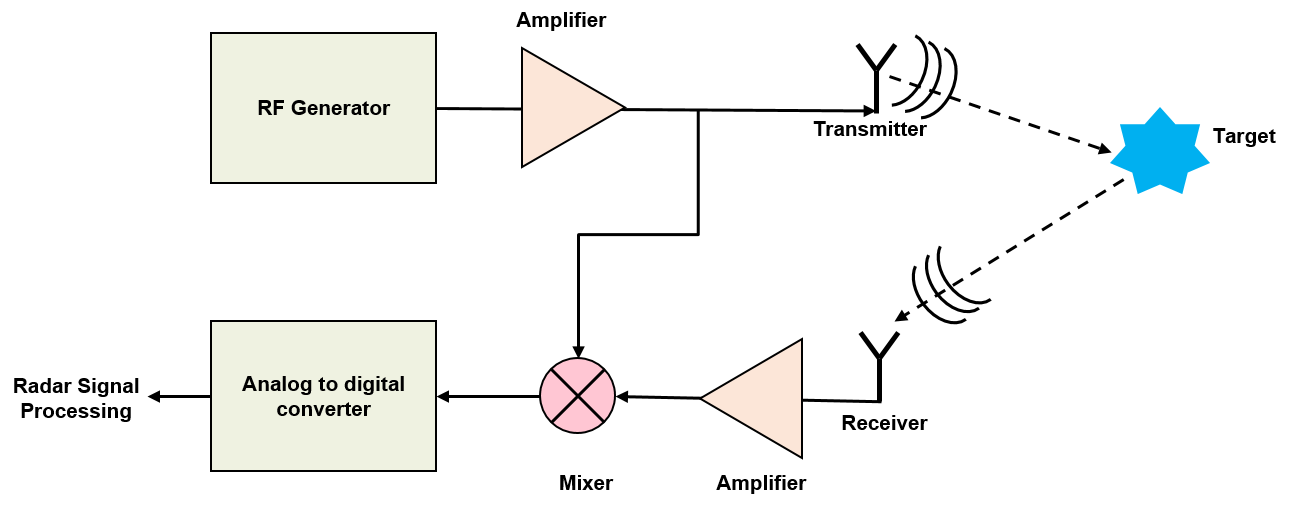 Amplifier
RF Generator
Transmitter
Target
Analog to digital
converter
Radar Signal
Processing
Receiver
Mixer
Amplifier